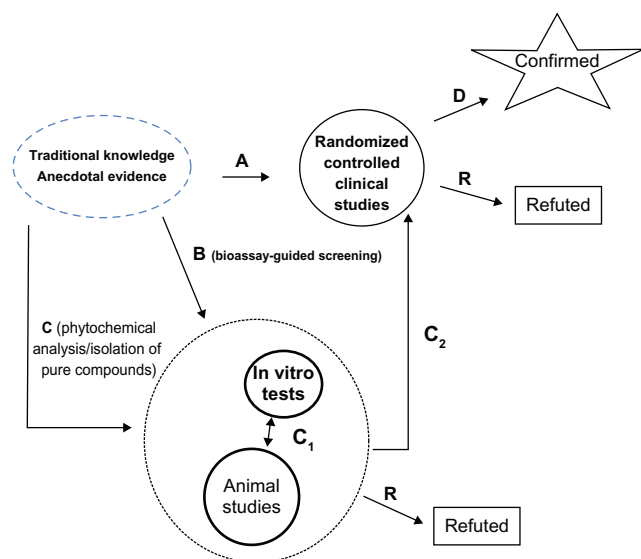 Confirmed
D
Traditional knowledge
Anecdotal evidence
A
Randomized
controlled
clinical
studies
R
Refuted
B (bioassay-guided screening)
C (phytochemical
analysis/isolation of
pure compounds)
C₂
In vitro
tests
C₁
Animal
studies
R
Refuted